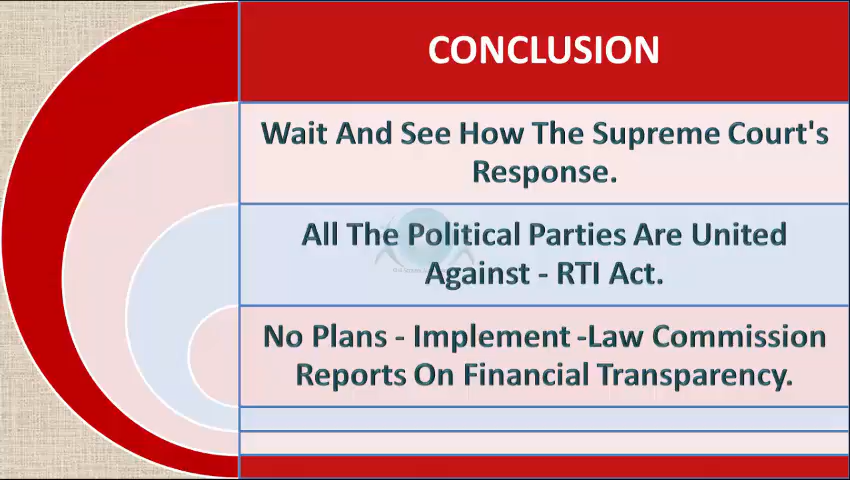 CONCLUSION
Wait And See How The Supreme Court's
Response.
All The Political Parties Are United
Against - RTI Act.
No Plans - Implement -Law Commission
Reports On Financial Transparency.